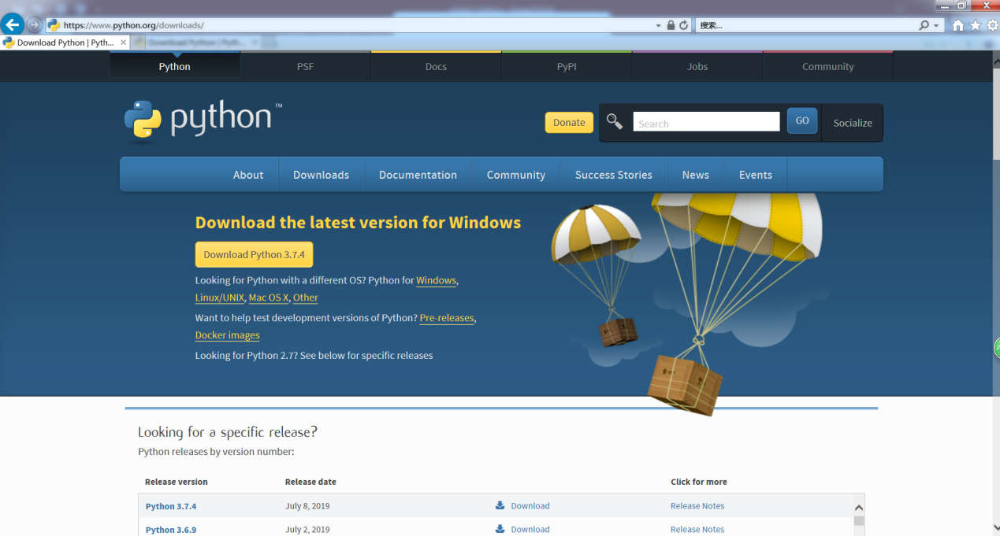 https://www.python.org/downloads/
搜索...
Download Python | Pyth...
Python PSF Docs PyPI Jobs Community
python™
Donate
Search
GO
Socialize
About Downloads Documentation Community Success Stories News Events
Download the latest version for Windows
Download Python 3.7.4
Looking for Python with a different OS? Python for Windows,
Linux/UNIX, Mac OS X, Other
Want to help test development versions of Python? Pre-releases,
Docker images
Looking for Python 2.7? See below for specific releases
Looking for a specific release?
Python releases by version number:
Release version Release date Click for more
Python 3.7.4 July 8, 2019 Download Release Notes
Python 3.6.9 July 2, 2019 Download Release Notes